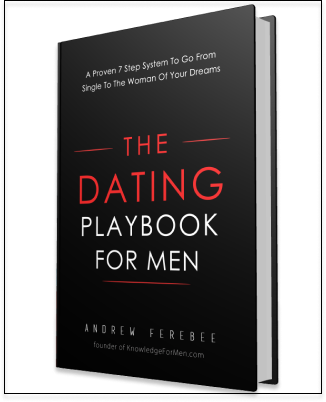 A Proven 7 Step System To Go From
Single To The Woman Of Your Dreams
THE
DATING
PLAYBOOK
FOR MEN
ANDREW FEREBEE
founder of KnowledgeForMen.com